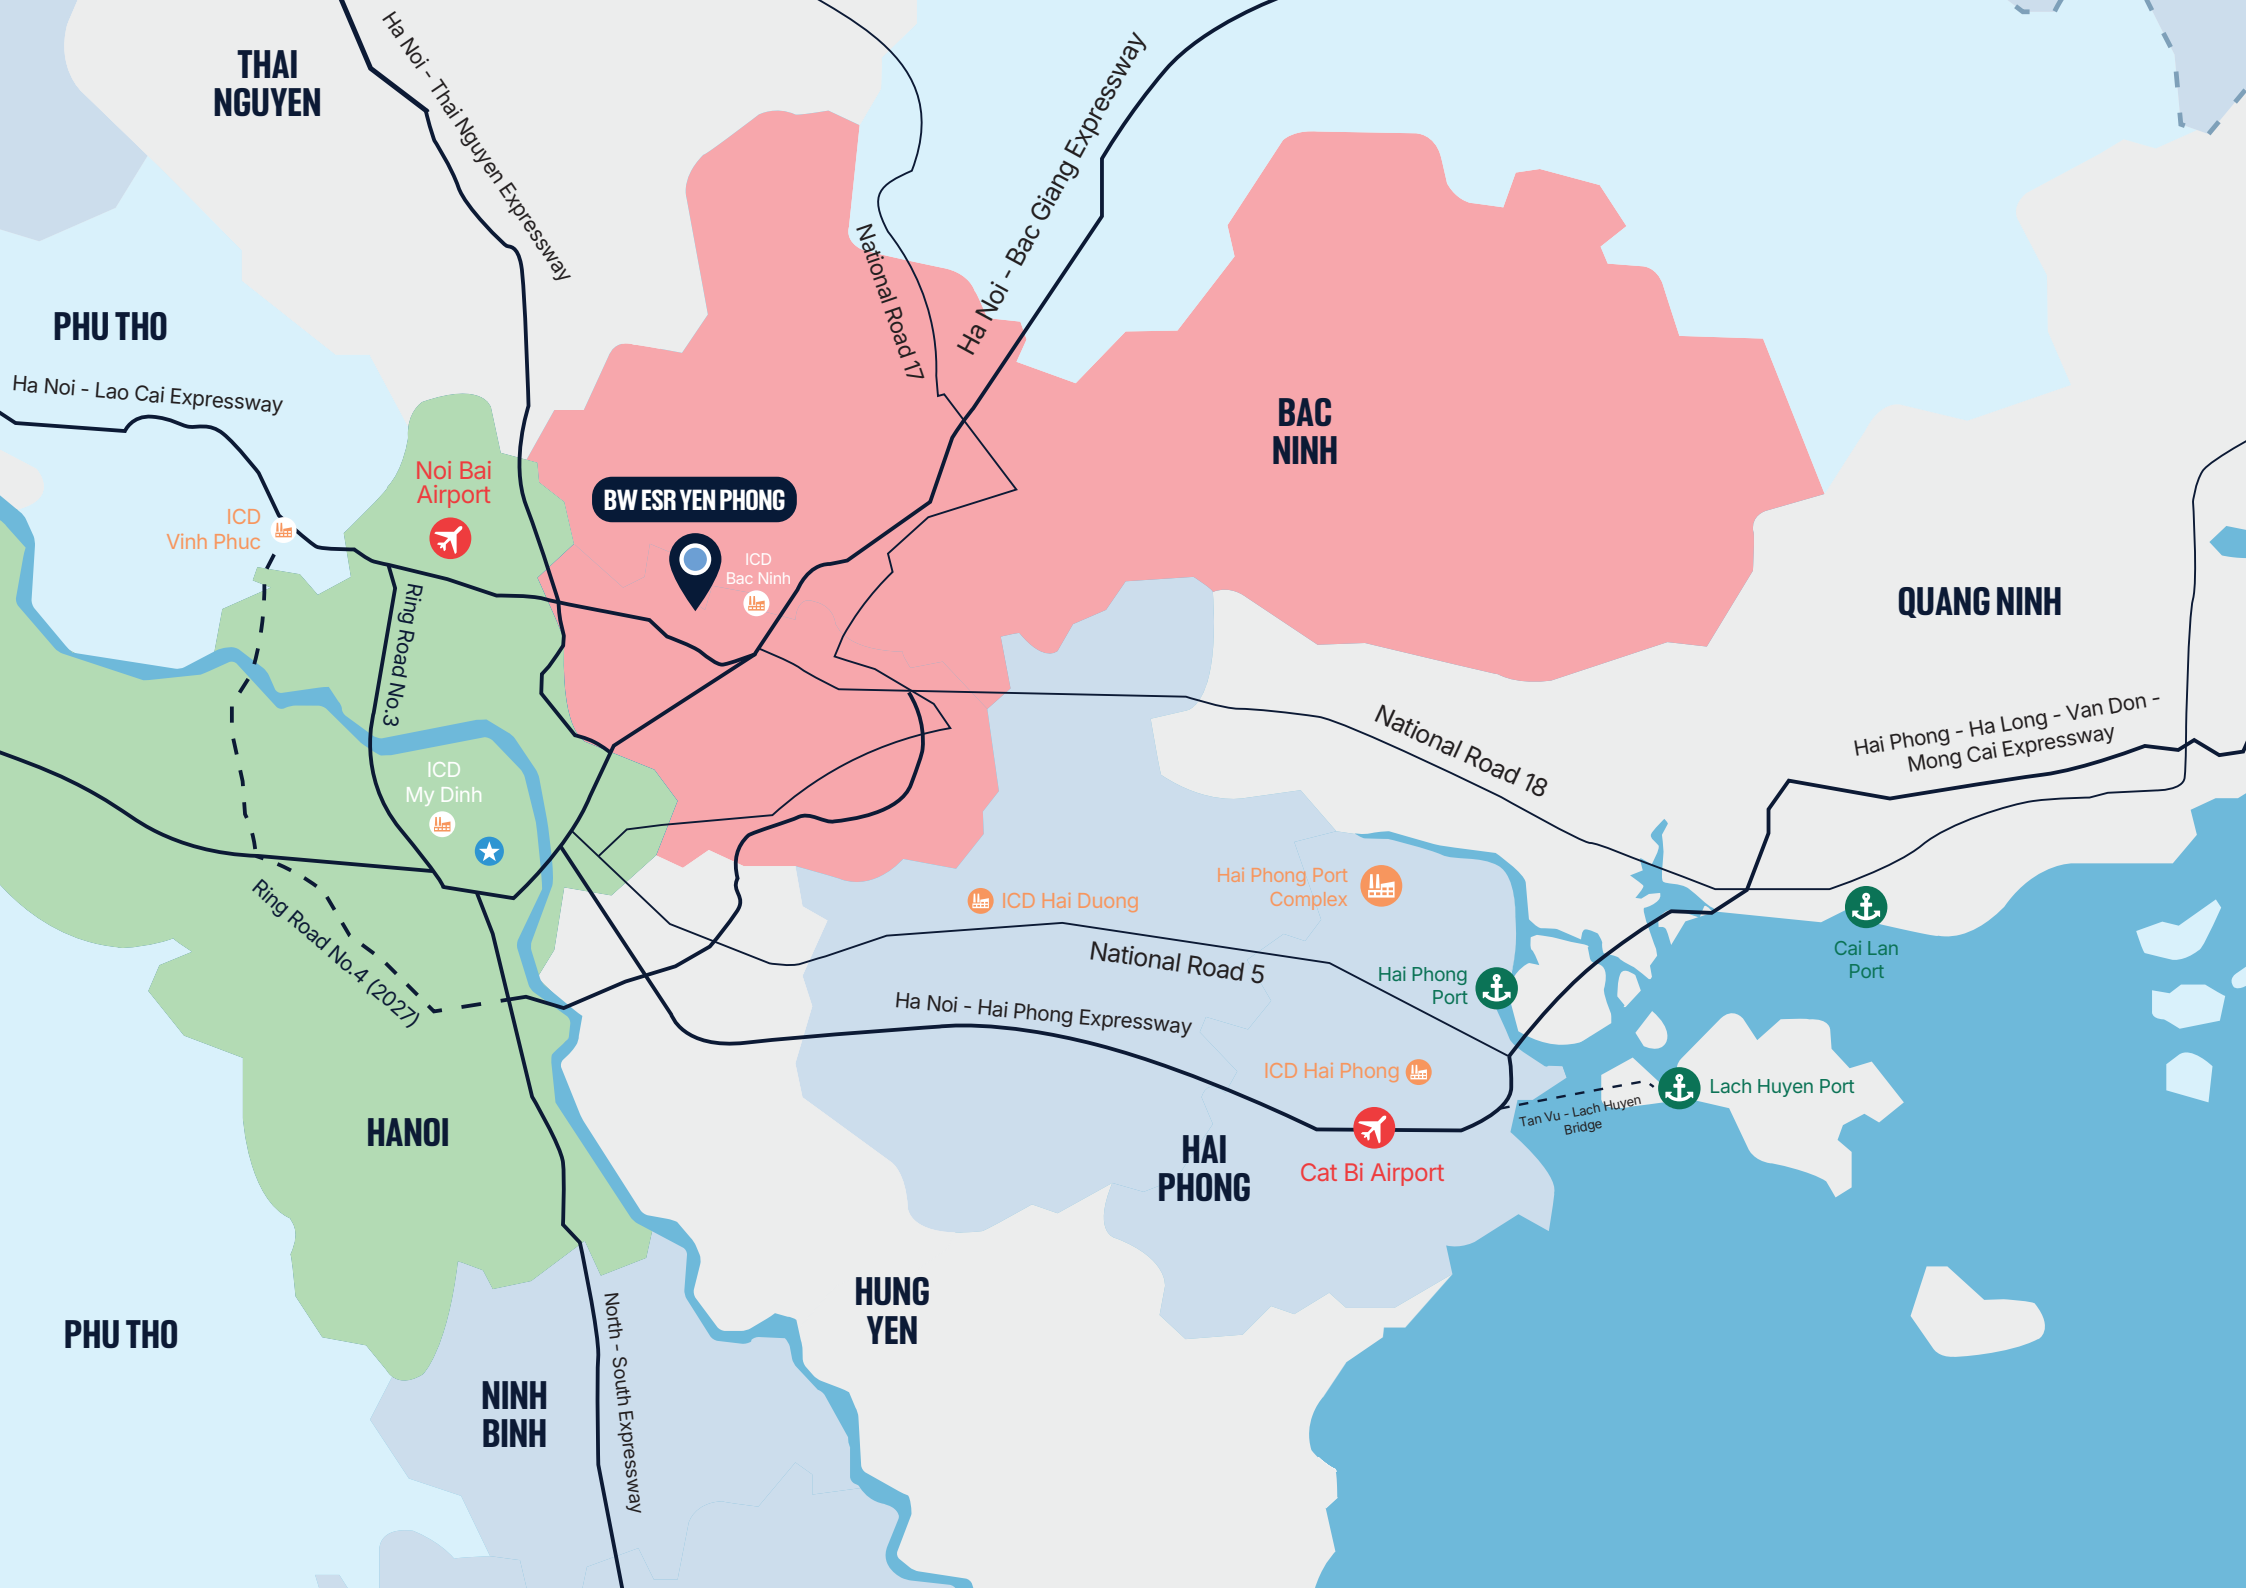 THAI
NGUYEN
Ha Noi - Thai Nguyen Expressway
National Road 17
Ha Noi - Bac Giang Expressway
PHU THO
Ha Noi - Lao Cai Expressway
BAC
NINH
Noi Bai
Airport
BW ESR YEN PHONG
ICD
Vinh Phuc
ICD
Bac Ninh
Ring Road No.3
QUANG NINH
National Road 18
Hai Phong - Ha Long - Van Don -
Mong Cai Expressway
ICD
My Dinh
Ring Road No.4 (2027)
ICD Hai Duong
Hai Phong Port
Complex
National Road 5
Hai Phong
Port
Cai Lan
Port
Ha Noi - Hai Phong Expressway
ICD Hai Phong
Lach Huyen Port
Tan Vu - Lach Huyen
Bridge
HANOI
HAI
PHONG
Cat Bi Airport
HUNG
YEN
PHU THO
North - South Expressway
NINH
BINH